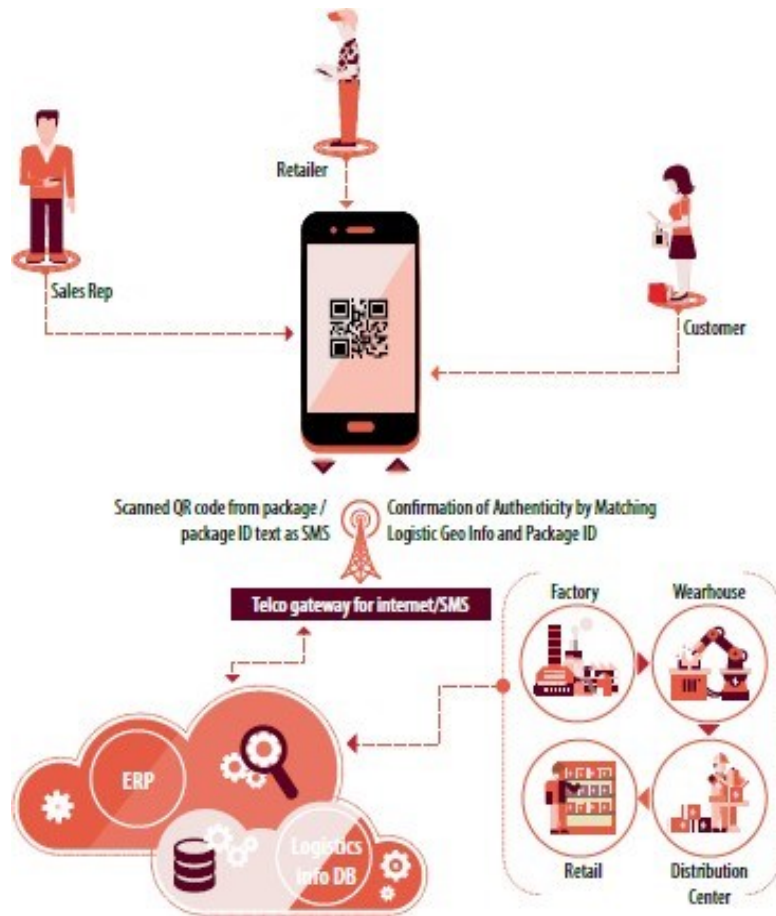 Retailer
Sales Rep
Customer
Scanned QR code from package /
package ID text as SMS
Confirmation of Authenticity by Matching
Logistic Geo Info and Package ID
Telco gateway for internet/SMS
Factory
Wearhouse
ERP
Logistics
info DB
Retail
Distribution
Center